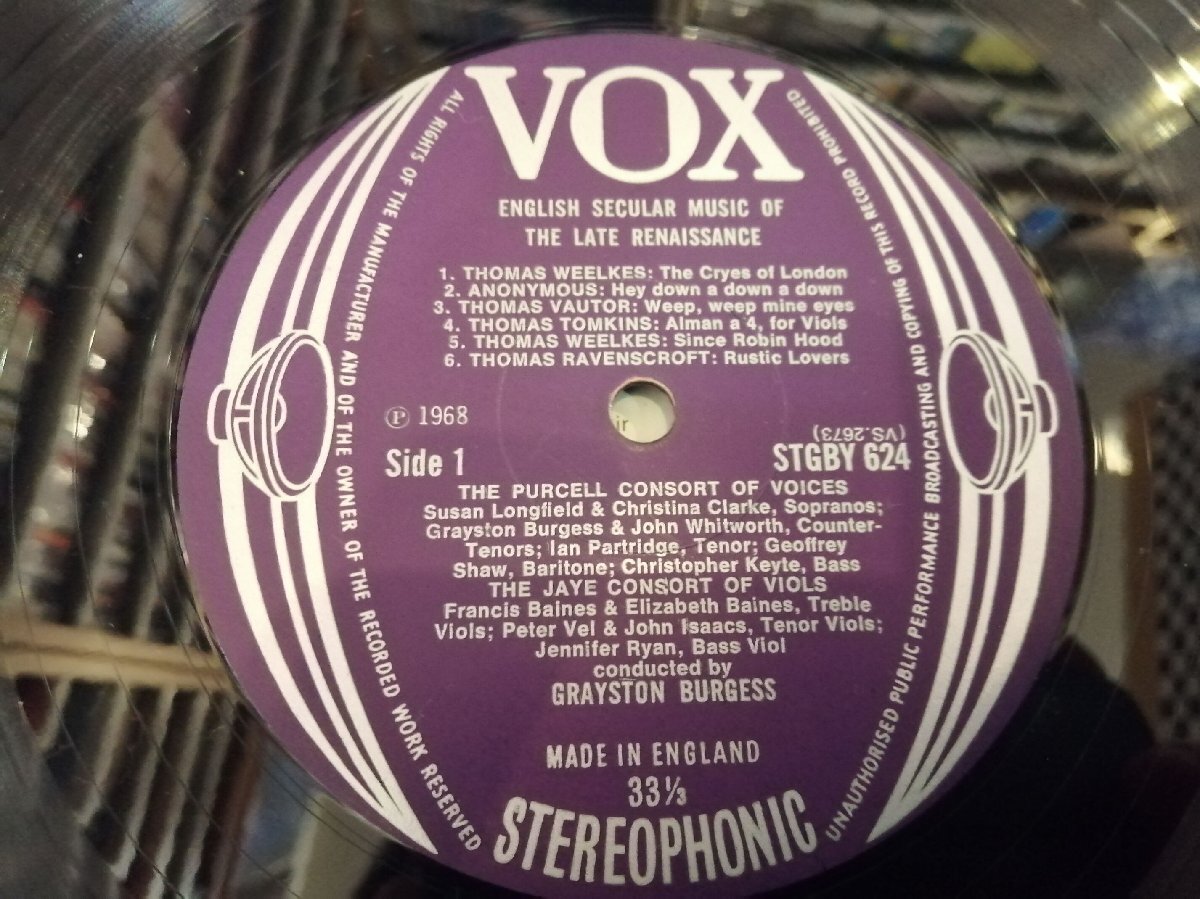 VOX
ENGLISH SECULAR MUSIC OF
THE LATE RENAISSANCE
1. THOMAS WEELKES: The Cryes of London
2. ANONYMOUS: Hey down a down a down
3. THOMAS VAUTOR: Weep, weep mine eyes
4. THOMAS TOMKINS: Alman a 4, for Viols
5. THOMAS WEELKES: Since Robin Hood
6. THOMAS RAVENSCROFT: Rustic Lovers
ir
℗ 1968
(VS.2673)
Side 1
STGBY 624
THE PURCELL CONSORT OF VOICES
Susan Longfield & Christina Clarke, Sopranos;
Grayston Burgess & John Whitworth, Counter-
Tenors; Ian Partridge, Tenor; Geoffrey
Shaw, Baritone; Christopher Keyte, Bass
THE JAYE CONSORT OF VIOLS
Francis Baines & Elizabeth Baines, Treble
Viols; Peter Vel & John Isaacs, Tenor Viols;
Jennifer Ryan, Bass Viol
conducted by
GRAYSTON BURGESS
MADE IN ENGLAND
33⅓
STEREOPHONIC
ALL RIGHTS OF THE MANUFACTURER AND OF THE OWNER OF THE RECORDED WORK RESERVED
UNAUTHORISED PUBLIC PERFORMANCE BROADCASTING AND COPYING OF THIS RECORD PROHIBITED